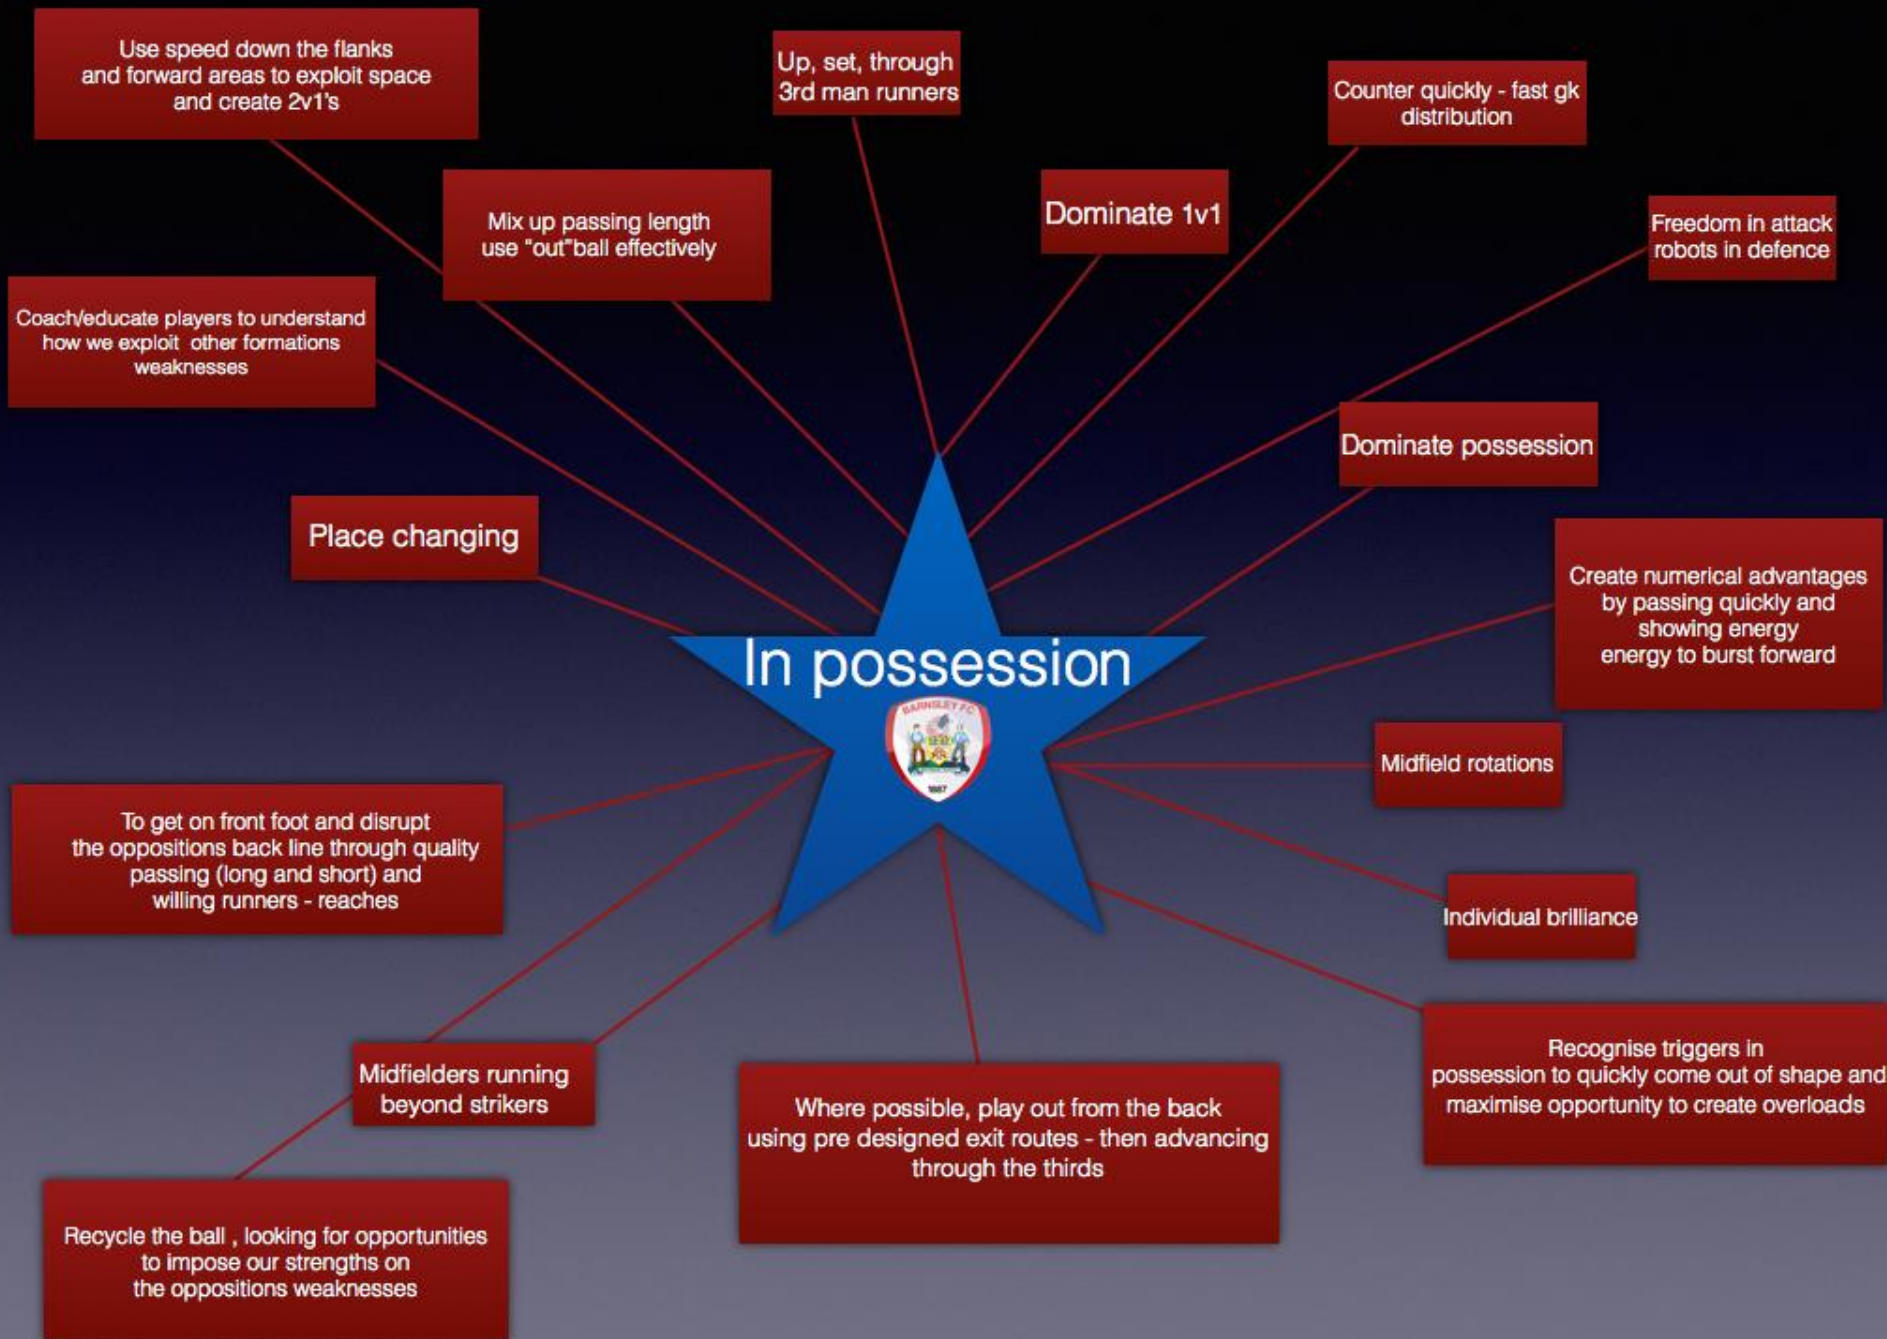 Use speed down the flanks
and forward areas to exploit space
and create 2v1's
Up, set, through
3rd man runners
Counter quickly - fast gk
distribution
Mix up passing length
use "out"ball effectively
Dominate 1v1
Freedom in attack
robots in defence
Coach/educate players to understand
how we exploit other formations
weaknesses
Dominate possession
Place changing
Create numerical advantages
by passing quickly and
showing energy
energy to burst forward
In possession
BARNSLEY FC
1887
Midfield rotations
To get on front foot and disrupt
the oppositions back line through quality
passing (long and short) and
willing runners - reaches
Individual brilliance
Midfielders running
beyond strikers
Where possible, play out from the back
using pre designed exit routes - then advancing
through the thirds
Recognise triggers in
possession to quickly come out of shape and
maximise opportunity to create overloads
Recycle the ball , looking for opportunities
to impose our strengths on
the oppositions weaknesses